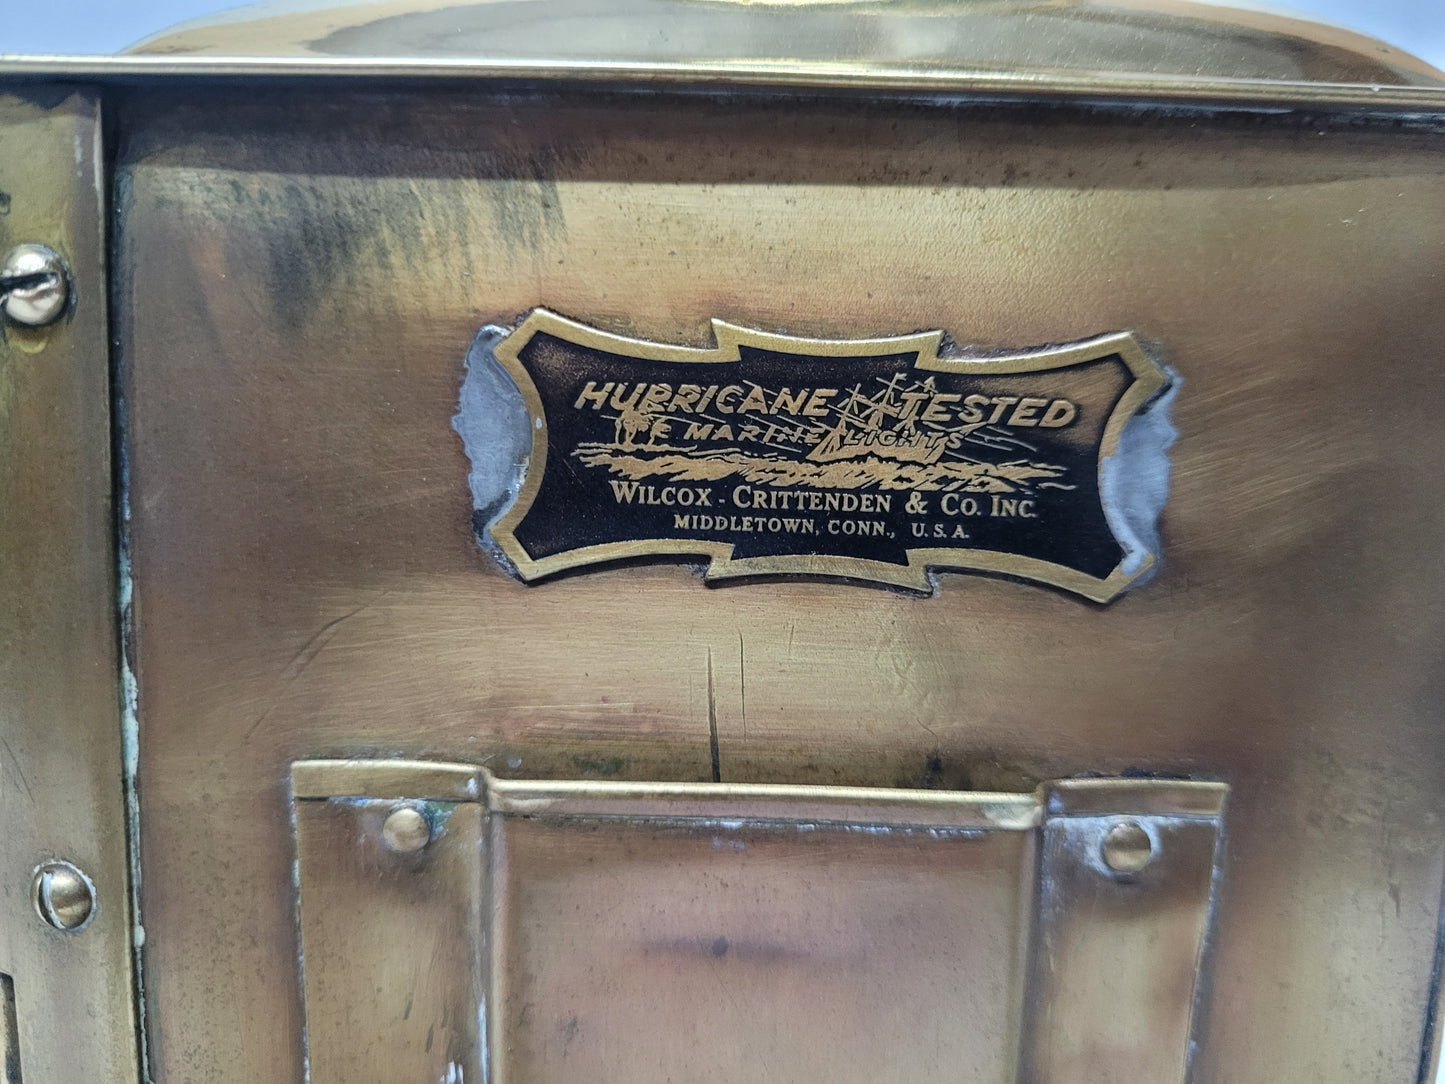 HURRICANE TESTED
MARINE LIGHTS
WILCOX - CRITTENDEN & CO. INC.
MIDDLETOWN, CONN., U.S.A.